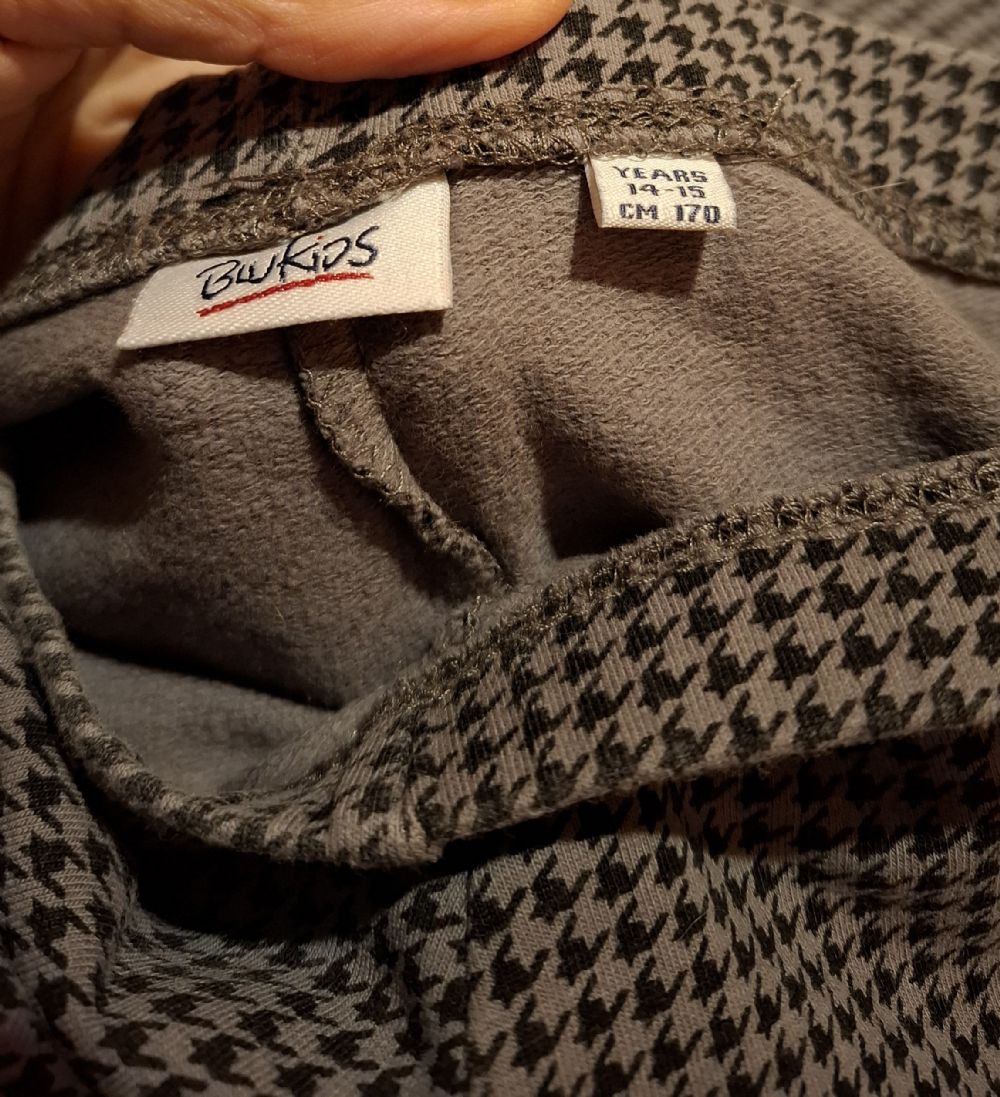 BluKids
YEARS
14-15
CM 170